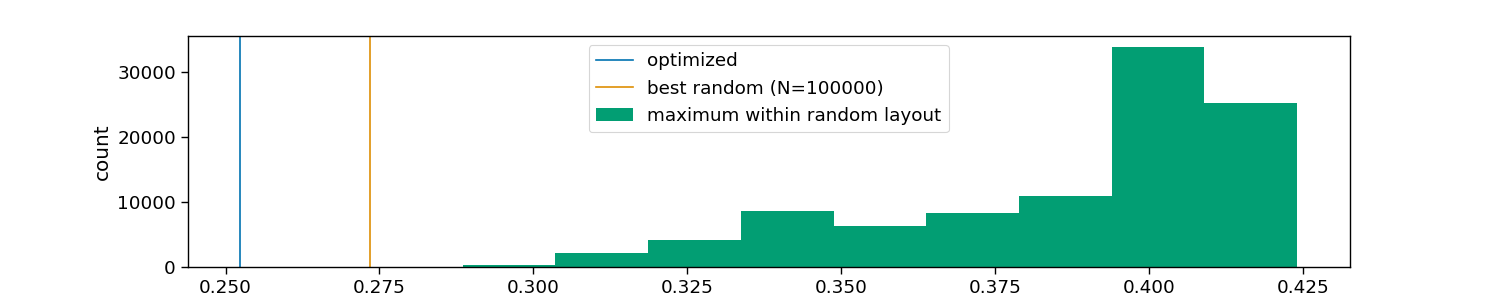 optimized
best random (N=100000)
maximum within random layout
count
30000
20000
10000
0
0.250 0.275 0.300 0.325 0.350 0.375 0.400 0.425